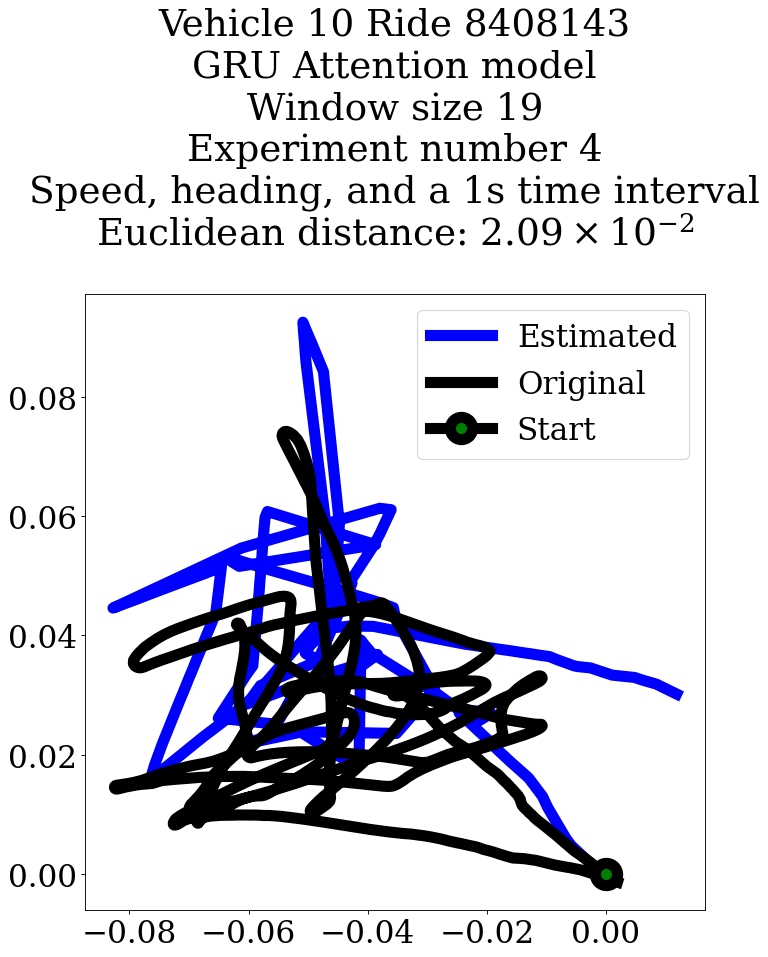 Vehicle 10 Ride 8408143
GRU Attention model
Window size 19
Experiment number 4
Speed, heading, and a 1s time interval
Euclidean distance: 2.09 × 10⁻²
Estimated
Original
Start
0.08
0.06
0.04
0.02
0.00
−0.08 −0.06 −0.04 −0.02 0.00